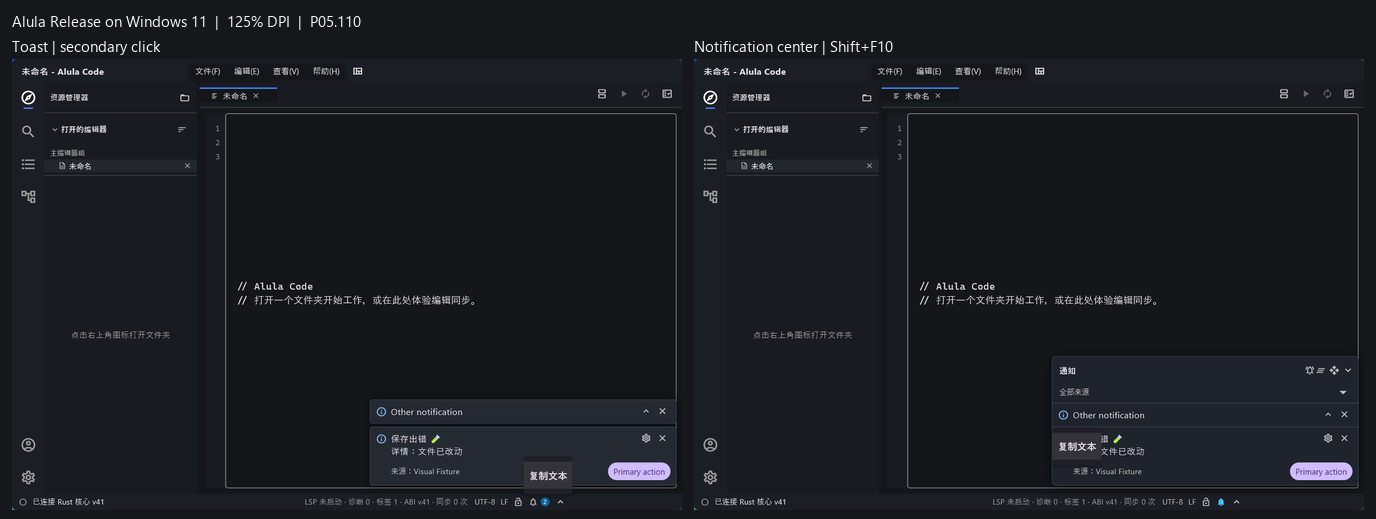 Alula Release on Windows 11 | 125% DPI | P05.110
Toast | secondary click
未命名 - Alula Code
文件(F) 编辑(E) 查看(V) 帮助(H)
资源管理器
未命名
打开的编辑器
主编辑器组
未命名
1
2
3
// Alula Code
// 打开一个文件夹开始工作，或在此处体验编辑同步。
点击右上角图标打开文件夹
Other notification
保存出错
详情：文件已改动
来源：Visual Fixture
复制文本
Primary action
已连接 Rust 核心 v41
LSP 未启动 · 诊断 0 · 标签 1 · ABI v41 · 同步 0 次 UTF-8 LF 2
Notification center | Shift+F10
未命名 - Alula Code
文件(F) 编辑(E) 查看(V) 帮助(H)
资源管理器
未命名
打开的编辑器
主编辑器组
未命名
1
2
3
// Alula Code
// 打开一个文件夹开始工作，或在此处体验编辑同步。
点击右上角图标打开文件夹
通知
全部来源
Other notification
错
复制文本
文件已改动
来源：Visual Fixture
Primary action
已连接 Rust 核心 v41
LSP 未启动 · 诊断 0 · 标签 1 · ABI v41 · 同步 0 次 UTF-8 LF